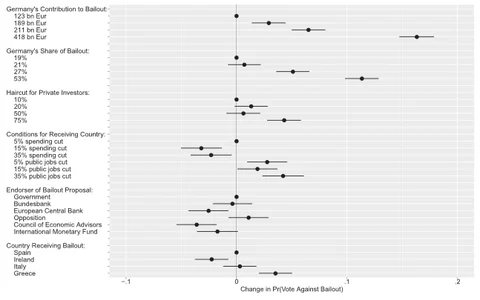 Germany's Contribution to Bailout:
123 bn Eur
189 bn Eur
211 bn Eur
418 bn Eur
Germany's Share of Bailout:
19%
21%
27%
53%
Haircut for Private Investors:
10%
20%
50%
75%
Conditions for Receiving Country:
5% spending cut
15% spending cut
35% spending cut
5% public jobs cut
15% public jobs cut
35% public jobs cut
Endorser of Bailout Proposal:
Government
Bundesbank
European Central Bank
Opposition
Council of Economic Advisors
International Monetary Fund
Country Receiving Bailout:
Spain
Ireland
Italy
Greece
-.1 0 .1 .2
Change in Pr(Vote Against Bailout)